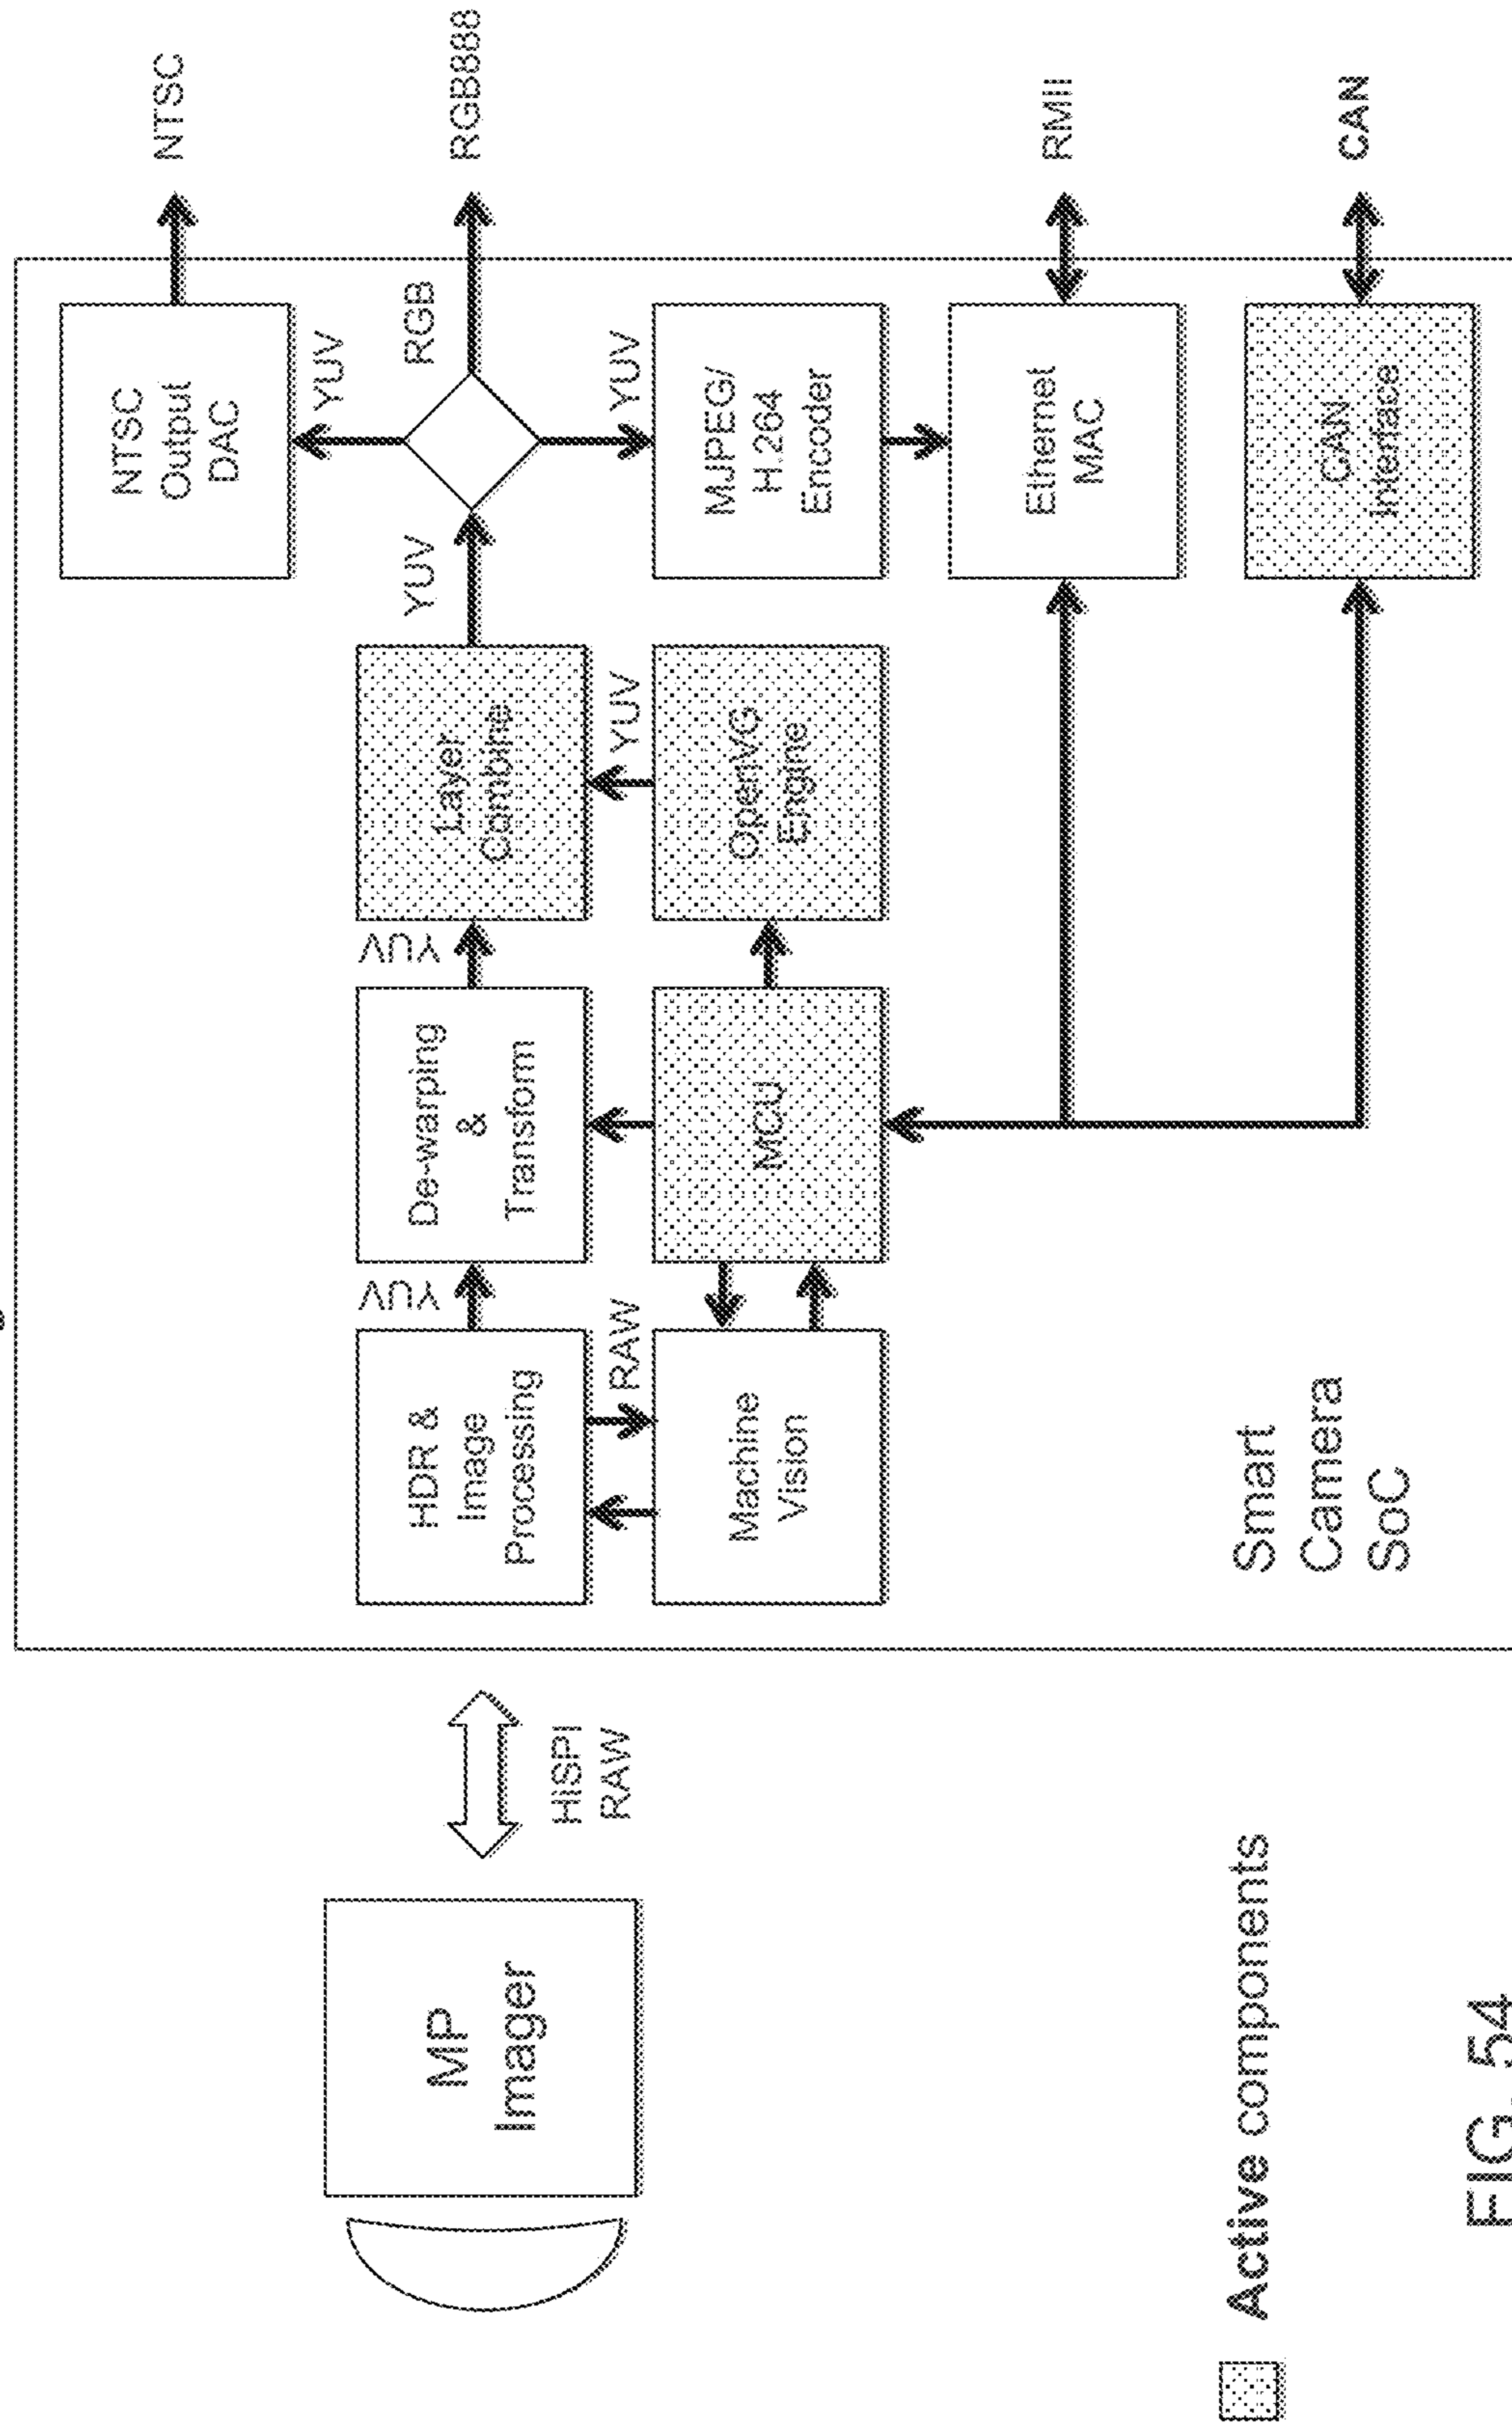 MP
Imager
HISPI
RAW
HDR &
Image
Processing
YUV
De-warping
&
Transform
YUV
Layer
Combine
YUV
RGB
RGB888
YUV
NTSC
Output
DAC
NTSC
RAW
Machine
Vision
MCU
OpenVG
Engine
YUV
YUV
MJPEG/
H.264
Encoder
Ethernet
MAC
RMII
CAN
Interface
CAN
Smart
Camera
SoC
Active components
FIG. 54